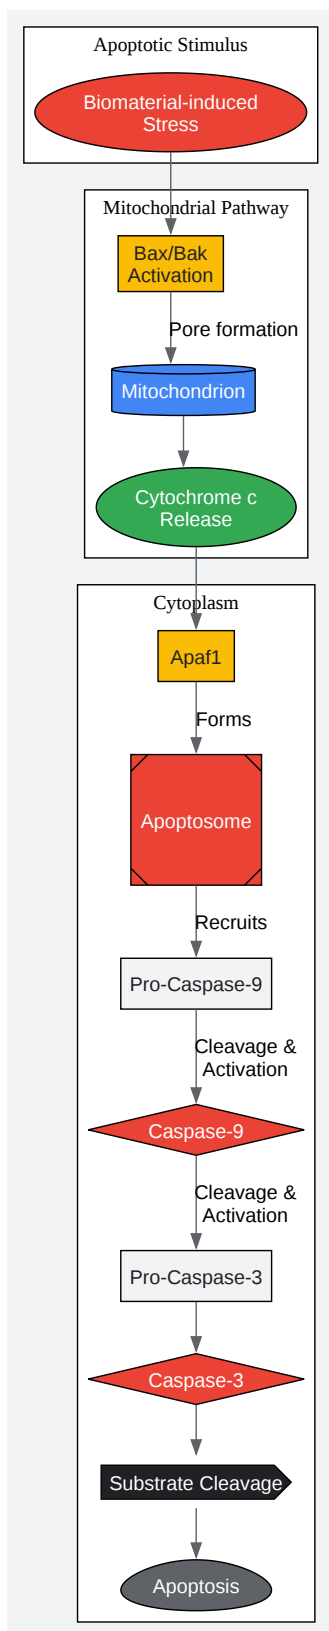 Apoptotic Stimulus
Biomaterial-induced
Stress
Mitochondrial Pathway
Bax/Bak
Activation
Pore formation
Mitochondrion
Cytochrome c
Release
Cytoplasm
Apaf1
Forms
Apoptosome
Recruits
Pro-Caspase-9
Cleavage &
Activation
Caspase-9
Cleavage &
Activation
Pro-Caspase-3
Caspase-3
Substrate Cleavage
Apoptosis